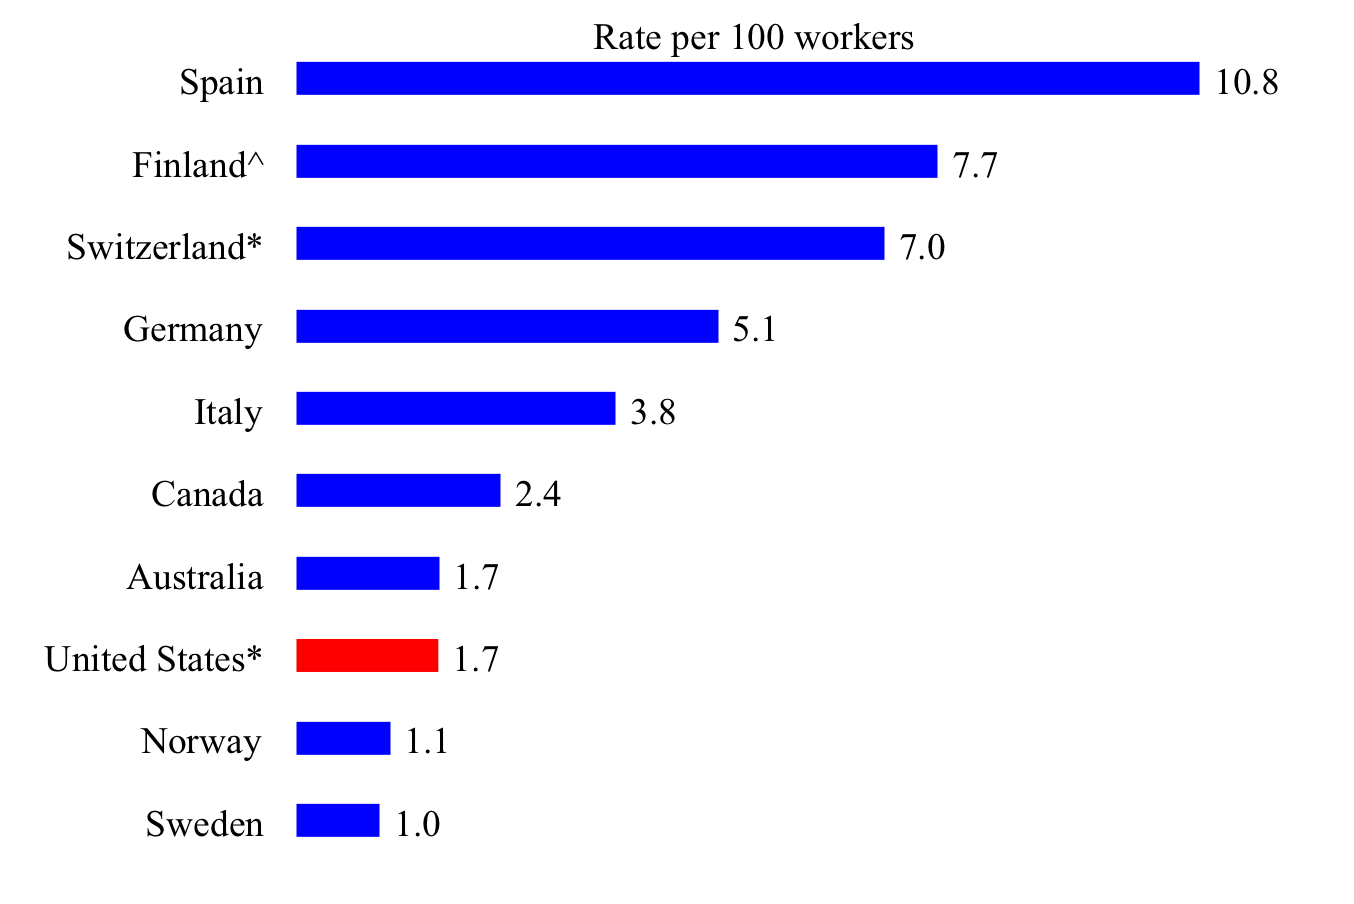 Rate per 100 workers
Spain 10.8
Finland^ 7.7
Switzerland* 7.0
Germany 5.1
Italy 3.8
Canada 2.4
Australia 1.7
United States* 1.7
Norway 1.1
Sweden 1.0